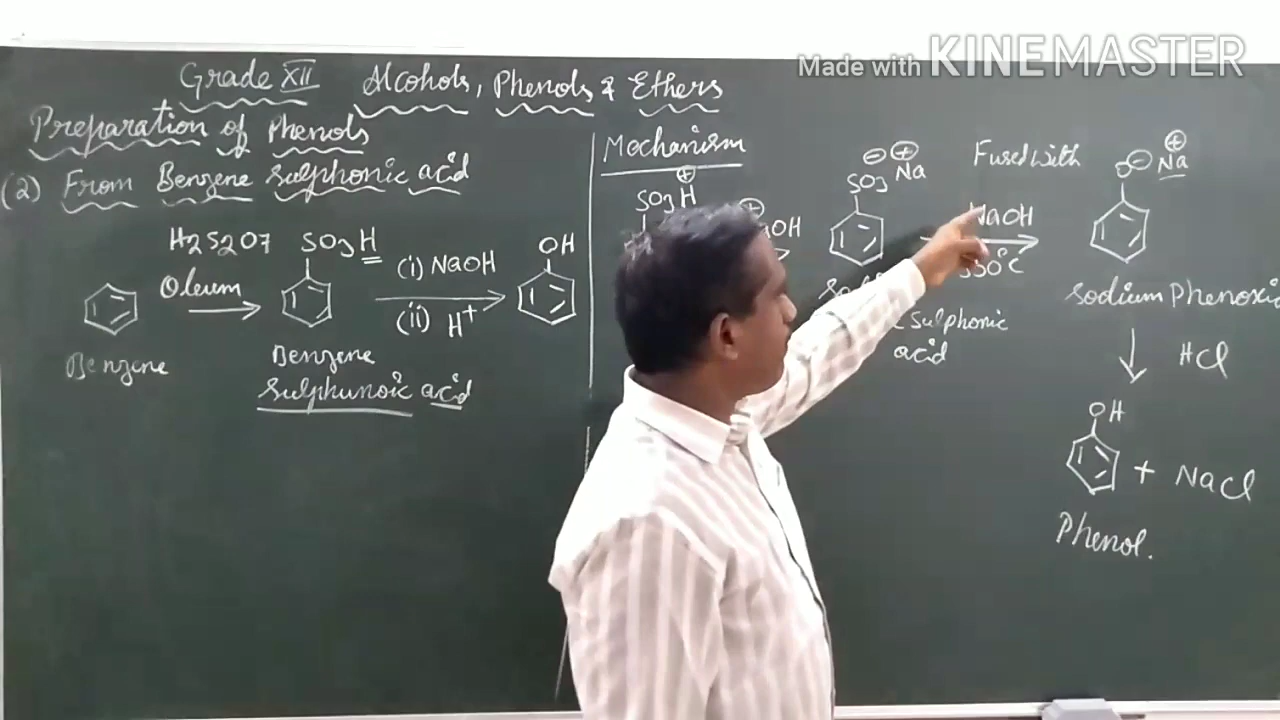 Made with KINEMASTER
Grade XII Alcohols, Phenols & Ethers
Preparation of Phenols
(2) From Benzene Sulphonic acid
H2S2O7
Oleum
Benzene
SO3H
Benzene
Sulphunoic acid
(i) NaOH
(ii) H+
OH
Mechanism
SO3H
⊕
SO3
⊖ ⊕
Na
Sulphonic
acid
Fused with
NaOH
O⊖
⊕
Na
Sodium Phenoxi
HCl
OH
+ NaCl
Phenol.